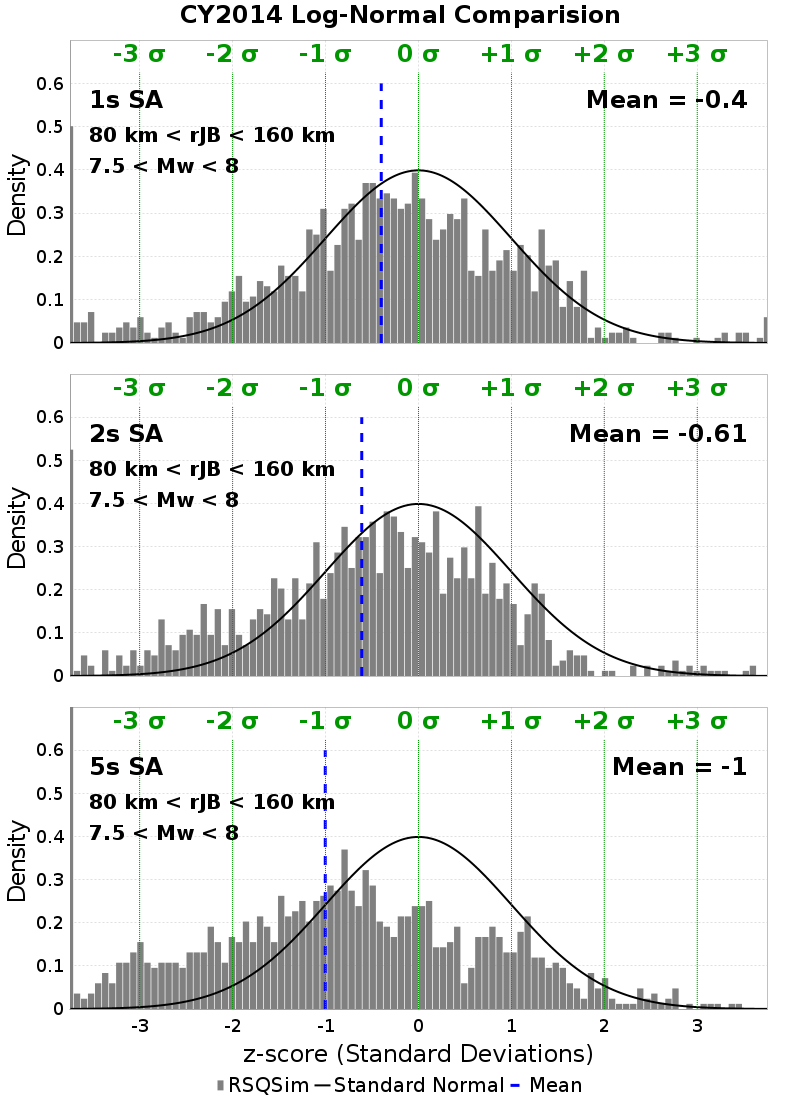 CY2014 Log-Normal Comparision
-3 σ -2 σ -1 σ 0 σ +1 σ +2 σ +3 σ
0.6
1s SA Mean = -0.4
0.5
80 km < rJB < 160 km
7.5 < Mw < 8
0.4
0.3
0.2
0.1
0
Density
-3 σ -2 σ -1 σ 0 σ +1 σ +2 σ +3 σ
0.6
2s SA Mean = -0.61
0.5
80 km < rJB < 160 km
7.5 < Mw < 8
0.4
0.3
0.2
0.1
0
Density
-3 σ -2 σ -1 σ 0 σ +1 σ +2 σ +3 σ
0.6
5s SA Mean = -1
0.5
80 km < rJB < 160 km
7.5 < Mw < 8
0.4
0.3
0.2
0.1
0
Density
-3 -2 -1 0 1 2 3
z-score (Standard Deviations)
RSQSim Standard Normal Mean